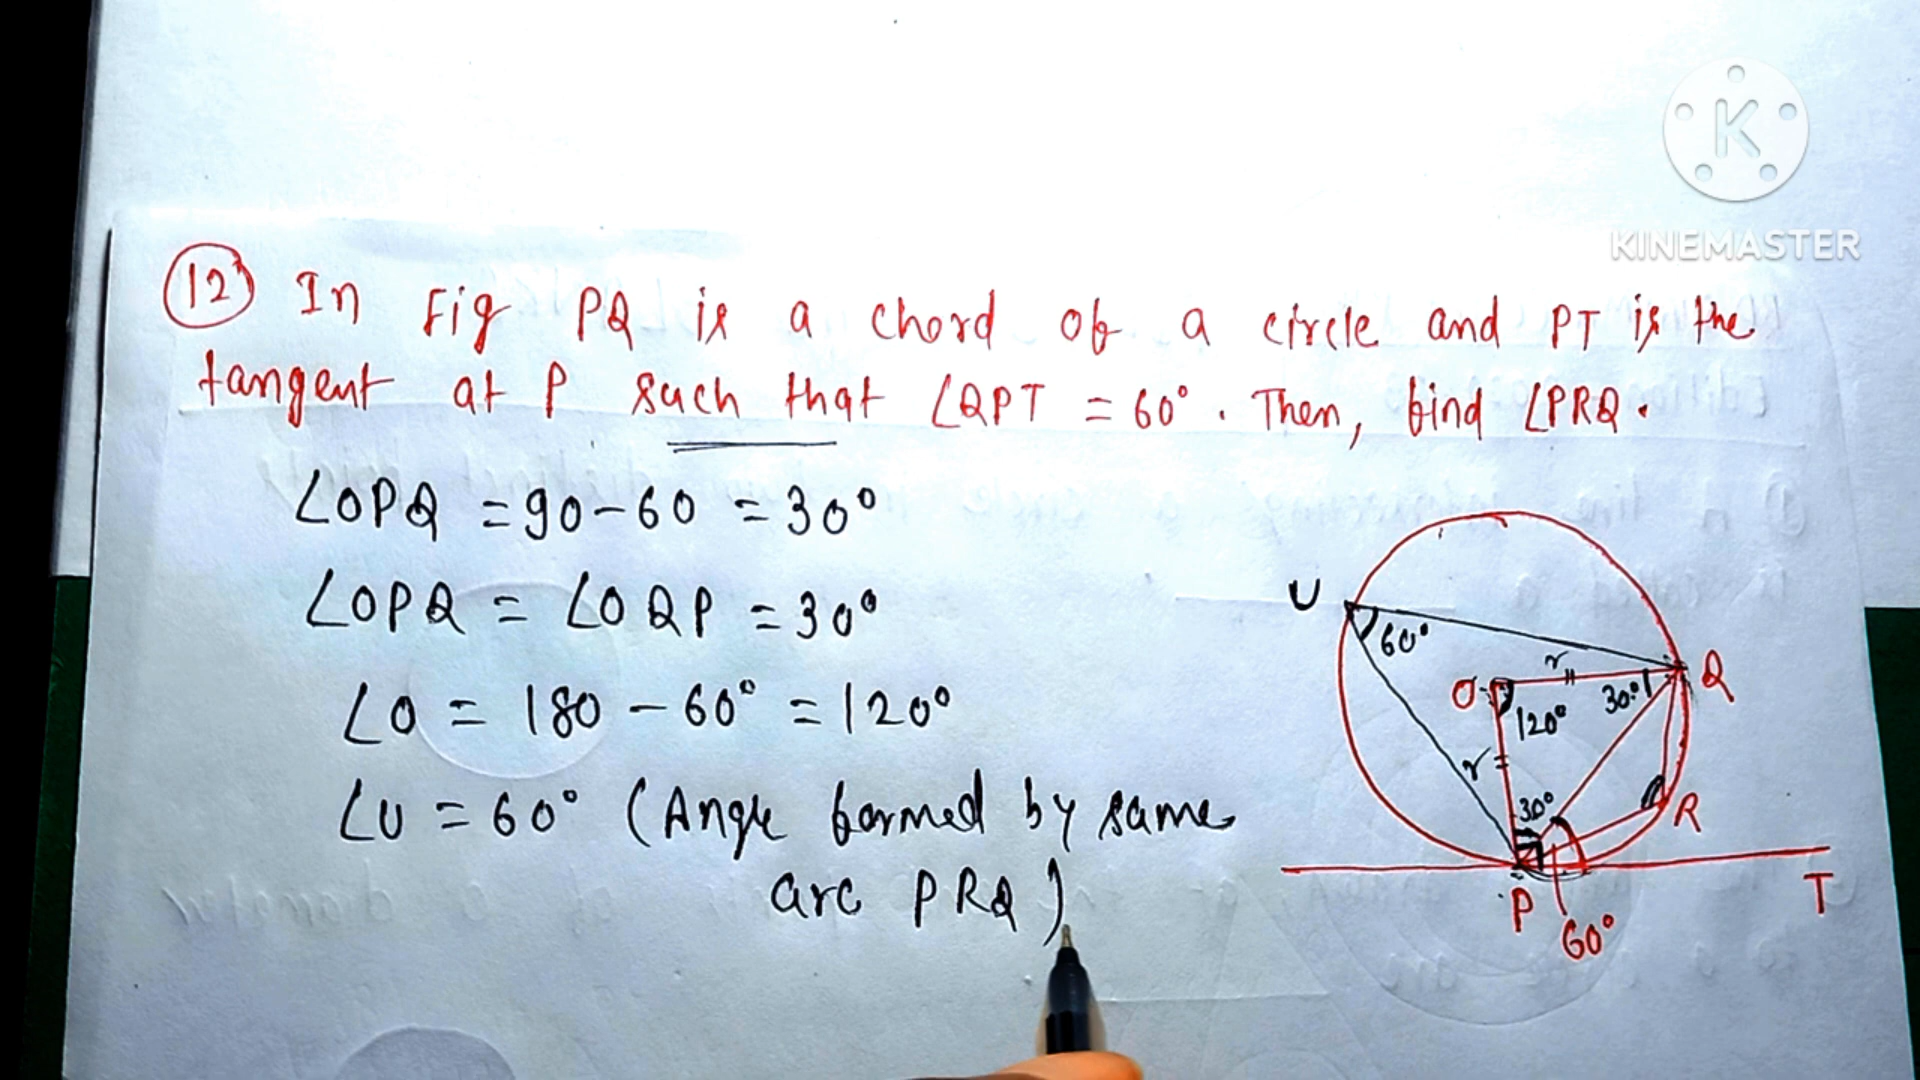 K
KINEMASTER
12 In Fig PQ is a chord of a circle and PT is the
tangent at P such that ∠QPT = 60°. Then, find ∠PRQ.
∠OPQ = 90-60 = 30°
∠OPQ = ∠OQP = 30°
∠O = 180 - 60° = 120°
∠U = 60° (Angle formed by same
arc PRQ)
U
60°
r
Q
O
30°
120°
r
30°
R
P
T
60°